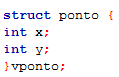 struct ponto {
int x;
int y;
}vponto;